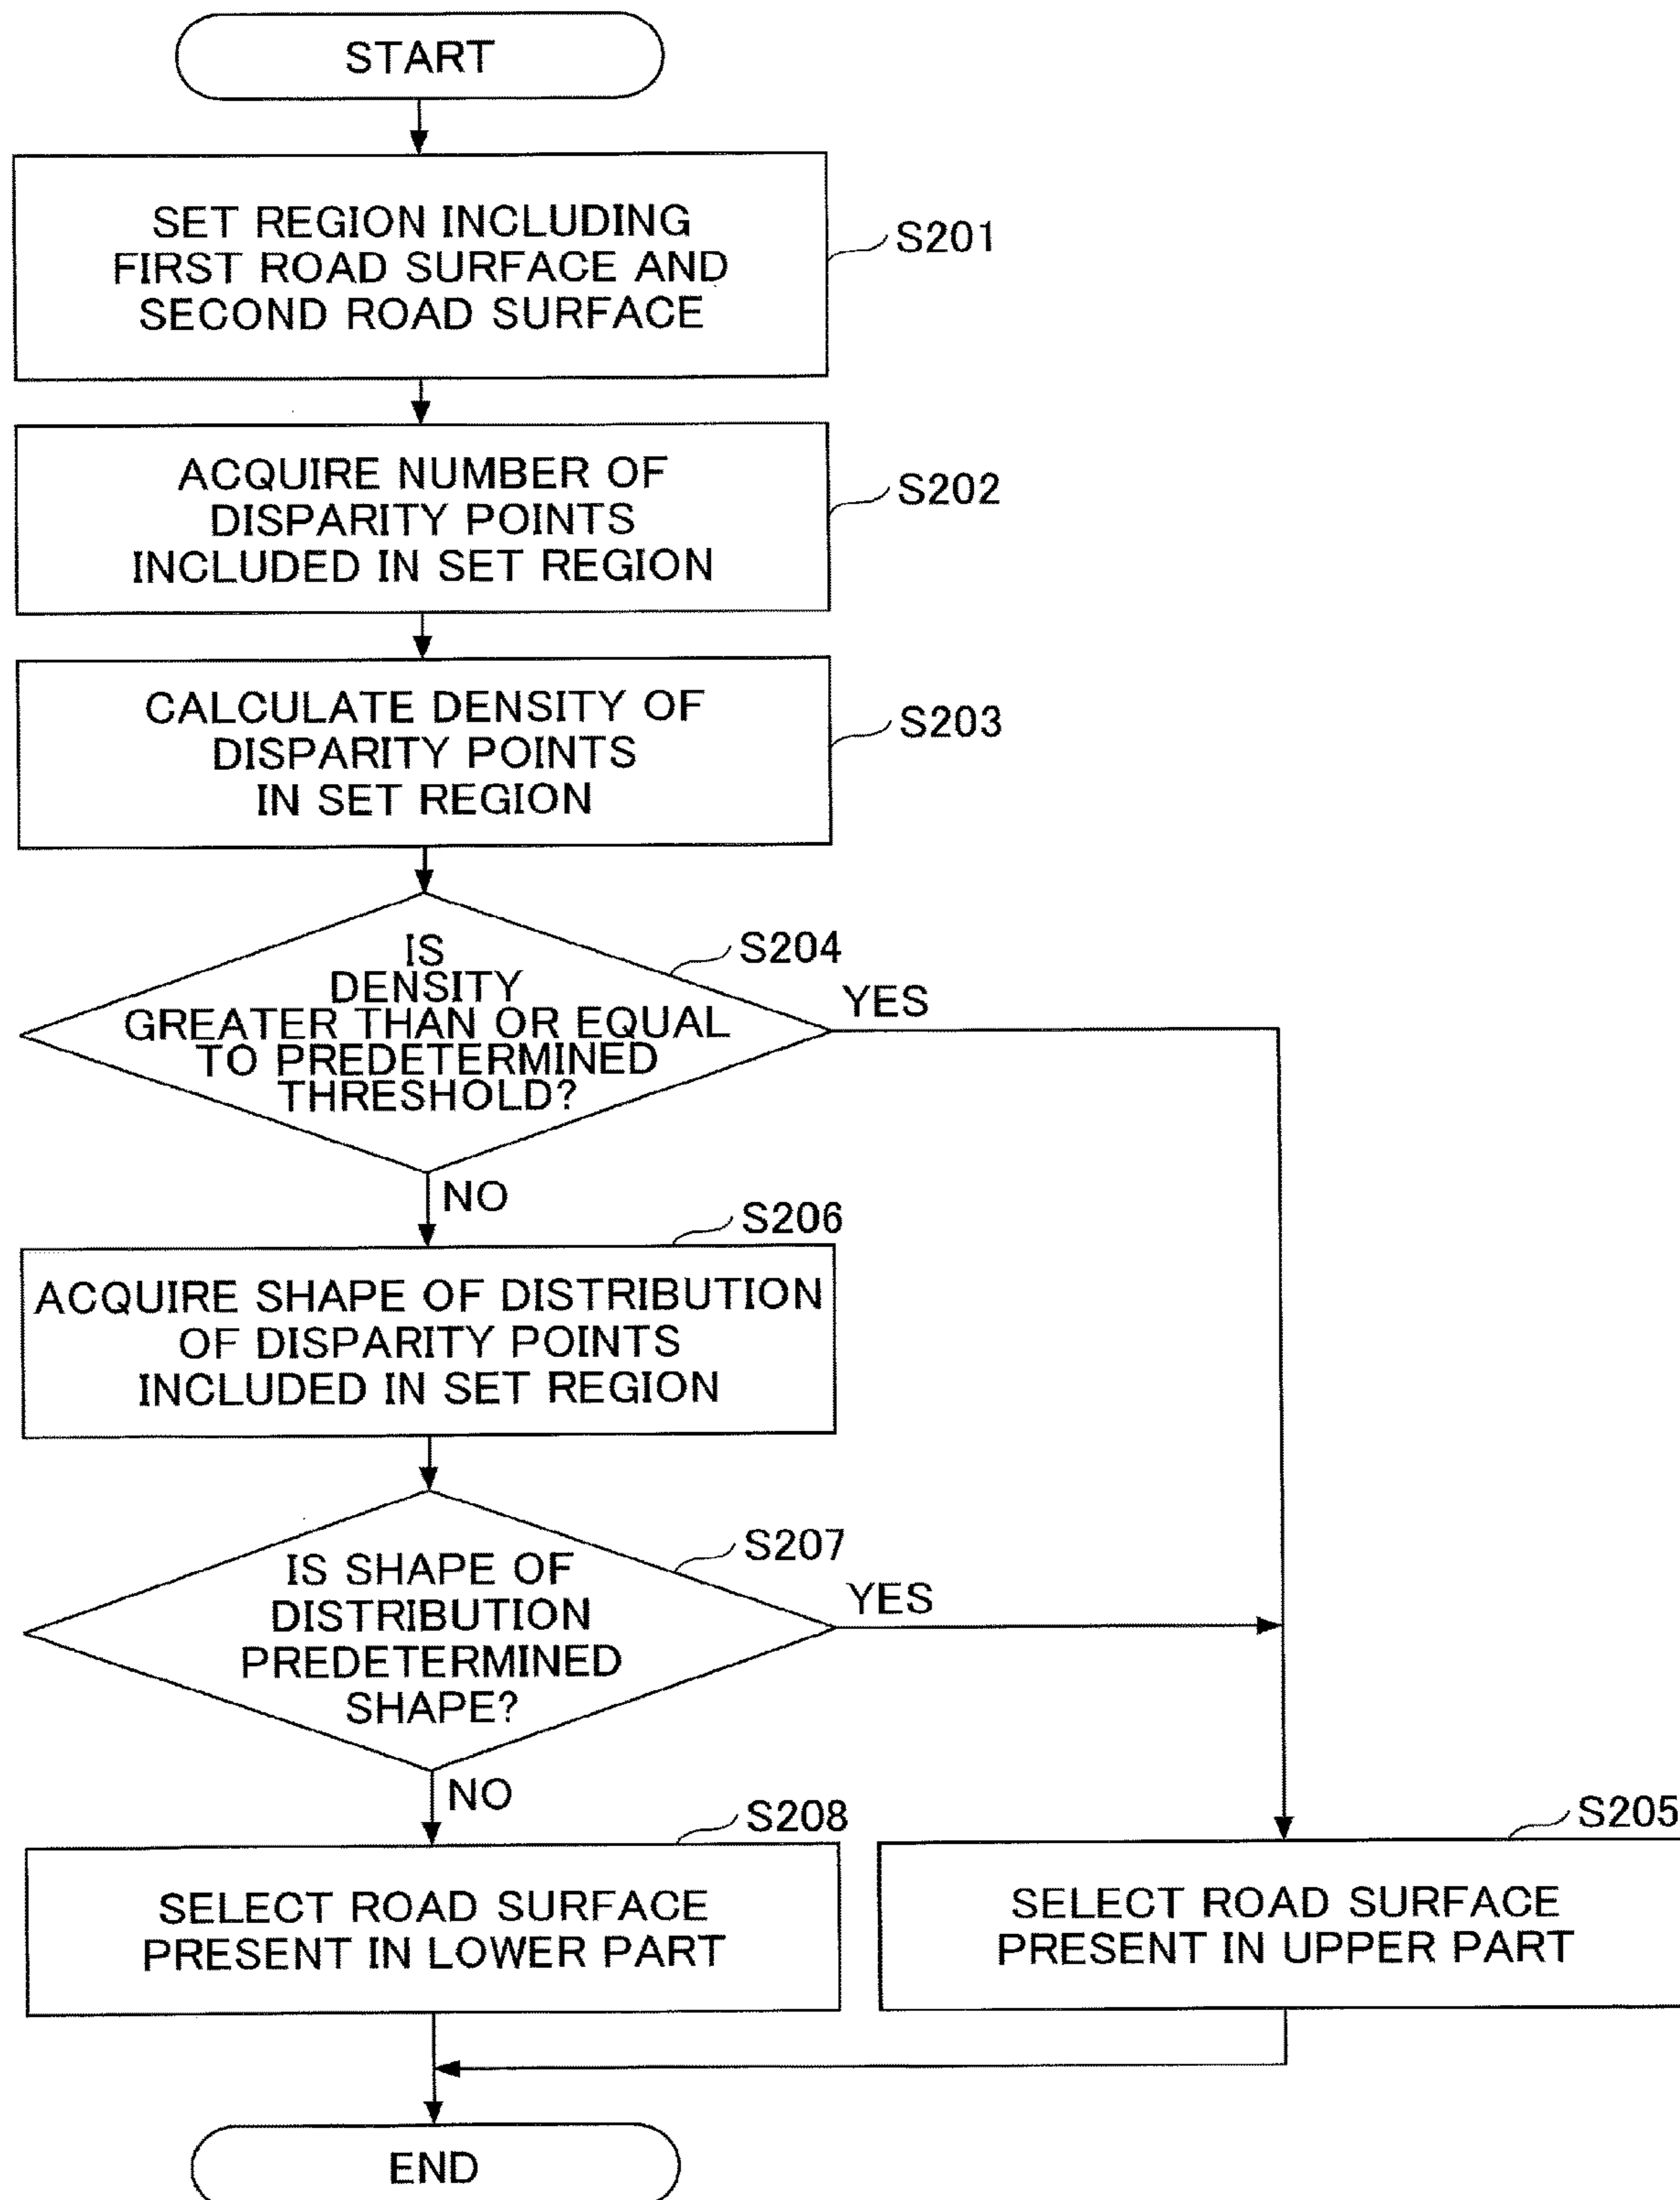 START
SET REGION INCLUDING
FIRST ROAD SURFACE AND
SECOND ROAD SURFACE
S201
ACQUIRE NUMBER OF
DISPARITY POINTS
INCLUDED IN SET REGION
S202
CALCULATE DENSITY OF
DISPARITY POINTS
IN SET REGION
S203
IS
DENSITY
GREATER THAN OR EQUAL
TO PREDETERMINED
THRESHOLD?
S204
YES
NO
S206
ACQUIRE SHAPE OF DISTRIBUTION
OF DISPARITY POINTS
INCLUDED IN SET REGION
S207
IS SHAPE OF
DISTRIBUTION
PREDETERMINED
SHAPE?
YES
NO
S208
SELECT ROAD SURFACE
PRESENT IN LOWER PART
S205
SELECT ROAD SURFACE
PRESENT IN UPPER PART
END